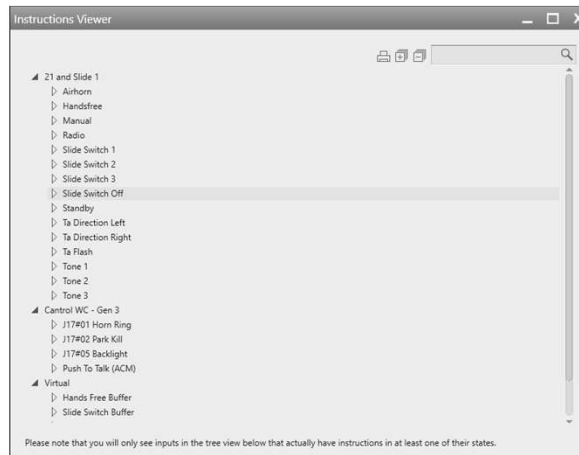 Instructions Viewer
21 and Slide 1
Airhorn
Handsfree
Manual
Radio
Slide Switch 1
Slide Switch 2
Slide Switch 3
Slide Switch Off
Standby
Ta Direction Left
Ta Direction Right
Ta Flash
Tone 1
Tone 2
Tone 3
Cantrol WC - Gen 3
J17#01 Horn Ring
J17#02 Park Kill
J17#05 Backlight
Push To Talk (ACM)
Virtual
Hands Free Buffer
Slide Switch Buffer
Please note that you will only see inputs in the tree view below that actually have instructions in at least one of their states.